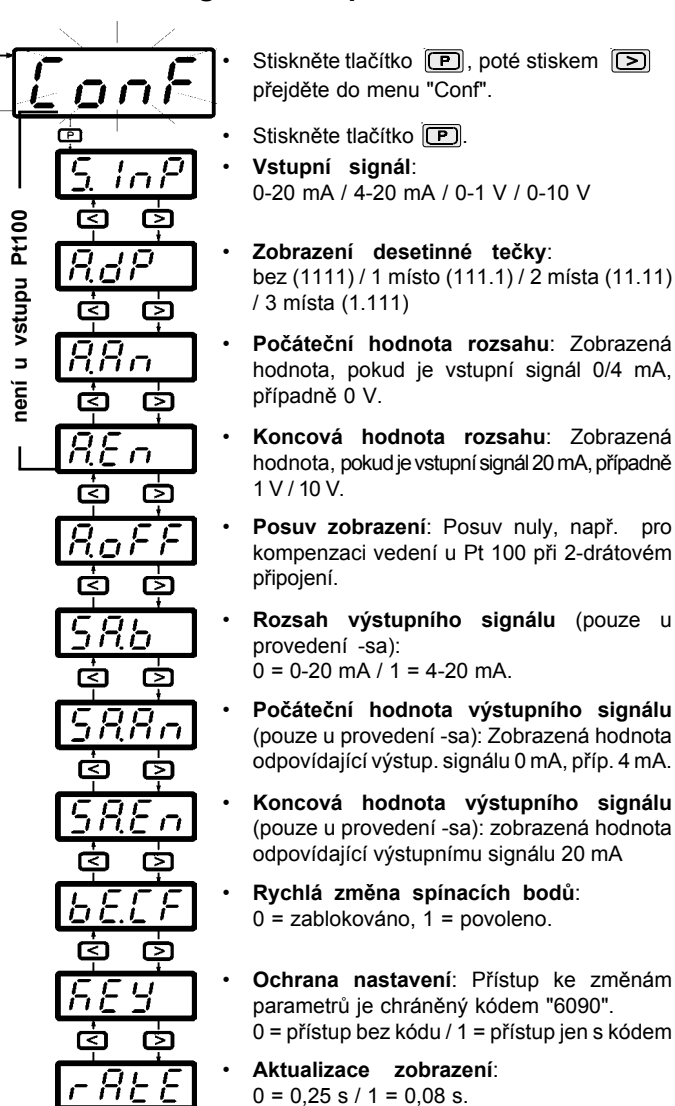 ConF
• Stiskněte tlačítko P, poté stiskem >
přejděte do menu "Conf".
P
• Stiskněte tlačítko P.
není u vstupu Pt100
S.InP
• Vstupní signál:
0-20 mA / 4-20 mA / 0-1 V / 0-10 V
< >
A.dP
• Zobrazení desetinné tečky:
bez (1111) / 1 místo (111.1) / 2 místa (11.11)
/ 3 místa (1.111)
< >
A.An
• Počáteční hodnota rozsahu: Zobrazená
hodnota, pokud je vstupní signál 0/4 mA,
případně 0 V.
< >
A.En
• Koncová hodnota rozsahu: Zobrazená
hodnota, pokud je vstupní signál 20 mA, případně
1 V / 10 V.
< >
A.oFF
• Posuv zobrazení: Posuv nuly, např. pro
kompenzaci vedení u Pt 100 při 2-drátovém
připojení.
< >
SA.b
• Rozsah výstupního signálu (pouze u
provedení -sa):
0 = 0-20 mA / 1 = 4-20 mA.
< >
SA.An
• Počáteční hodnota výstupního signálu
(pouze u provedení -sa): Zobrazená hodnota
odpovídající výstup. signálu 0 mA, příp. 4 mA.
< >
SA.En
• Koncová hodnota výstupního signálu
(pouze u provedení -sa): zobrazená hodnota
odpovídající výstupnímu signálu 20 mA
< >
bE.CF
• Rychlá změna spínacích bodů:
0 = zablokováno, 1 = povoleno.
< >
KEY
• Ochrana nastavení: Přístup ke změnám
parametrů je chráněný kódem "6090".
0 = přístup bez kódu / 1 = přístup jen s kódem
< >
rAtE
• Aktualizace zobrazení:
0 = 0,25 s / 1 = 0,08 s.